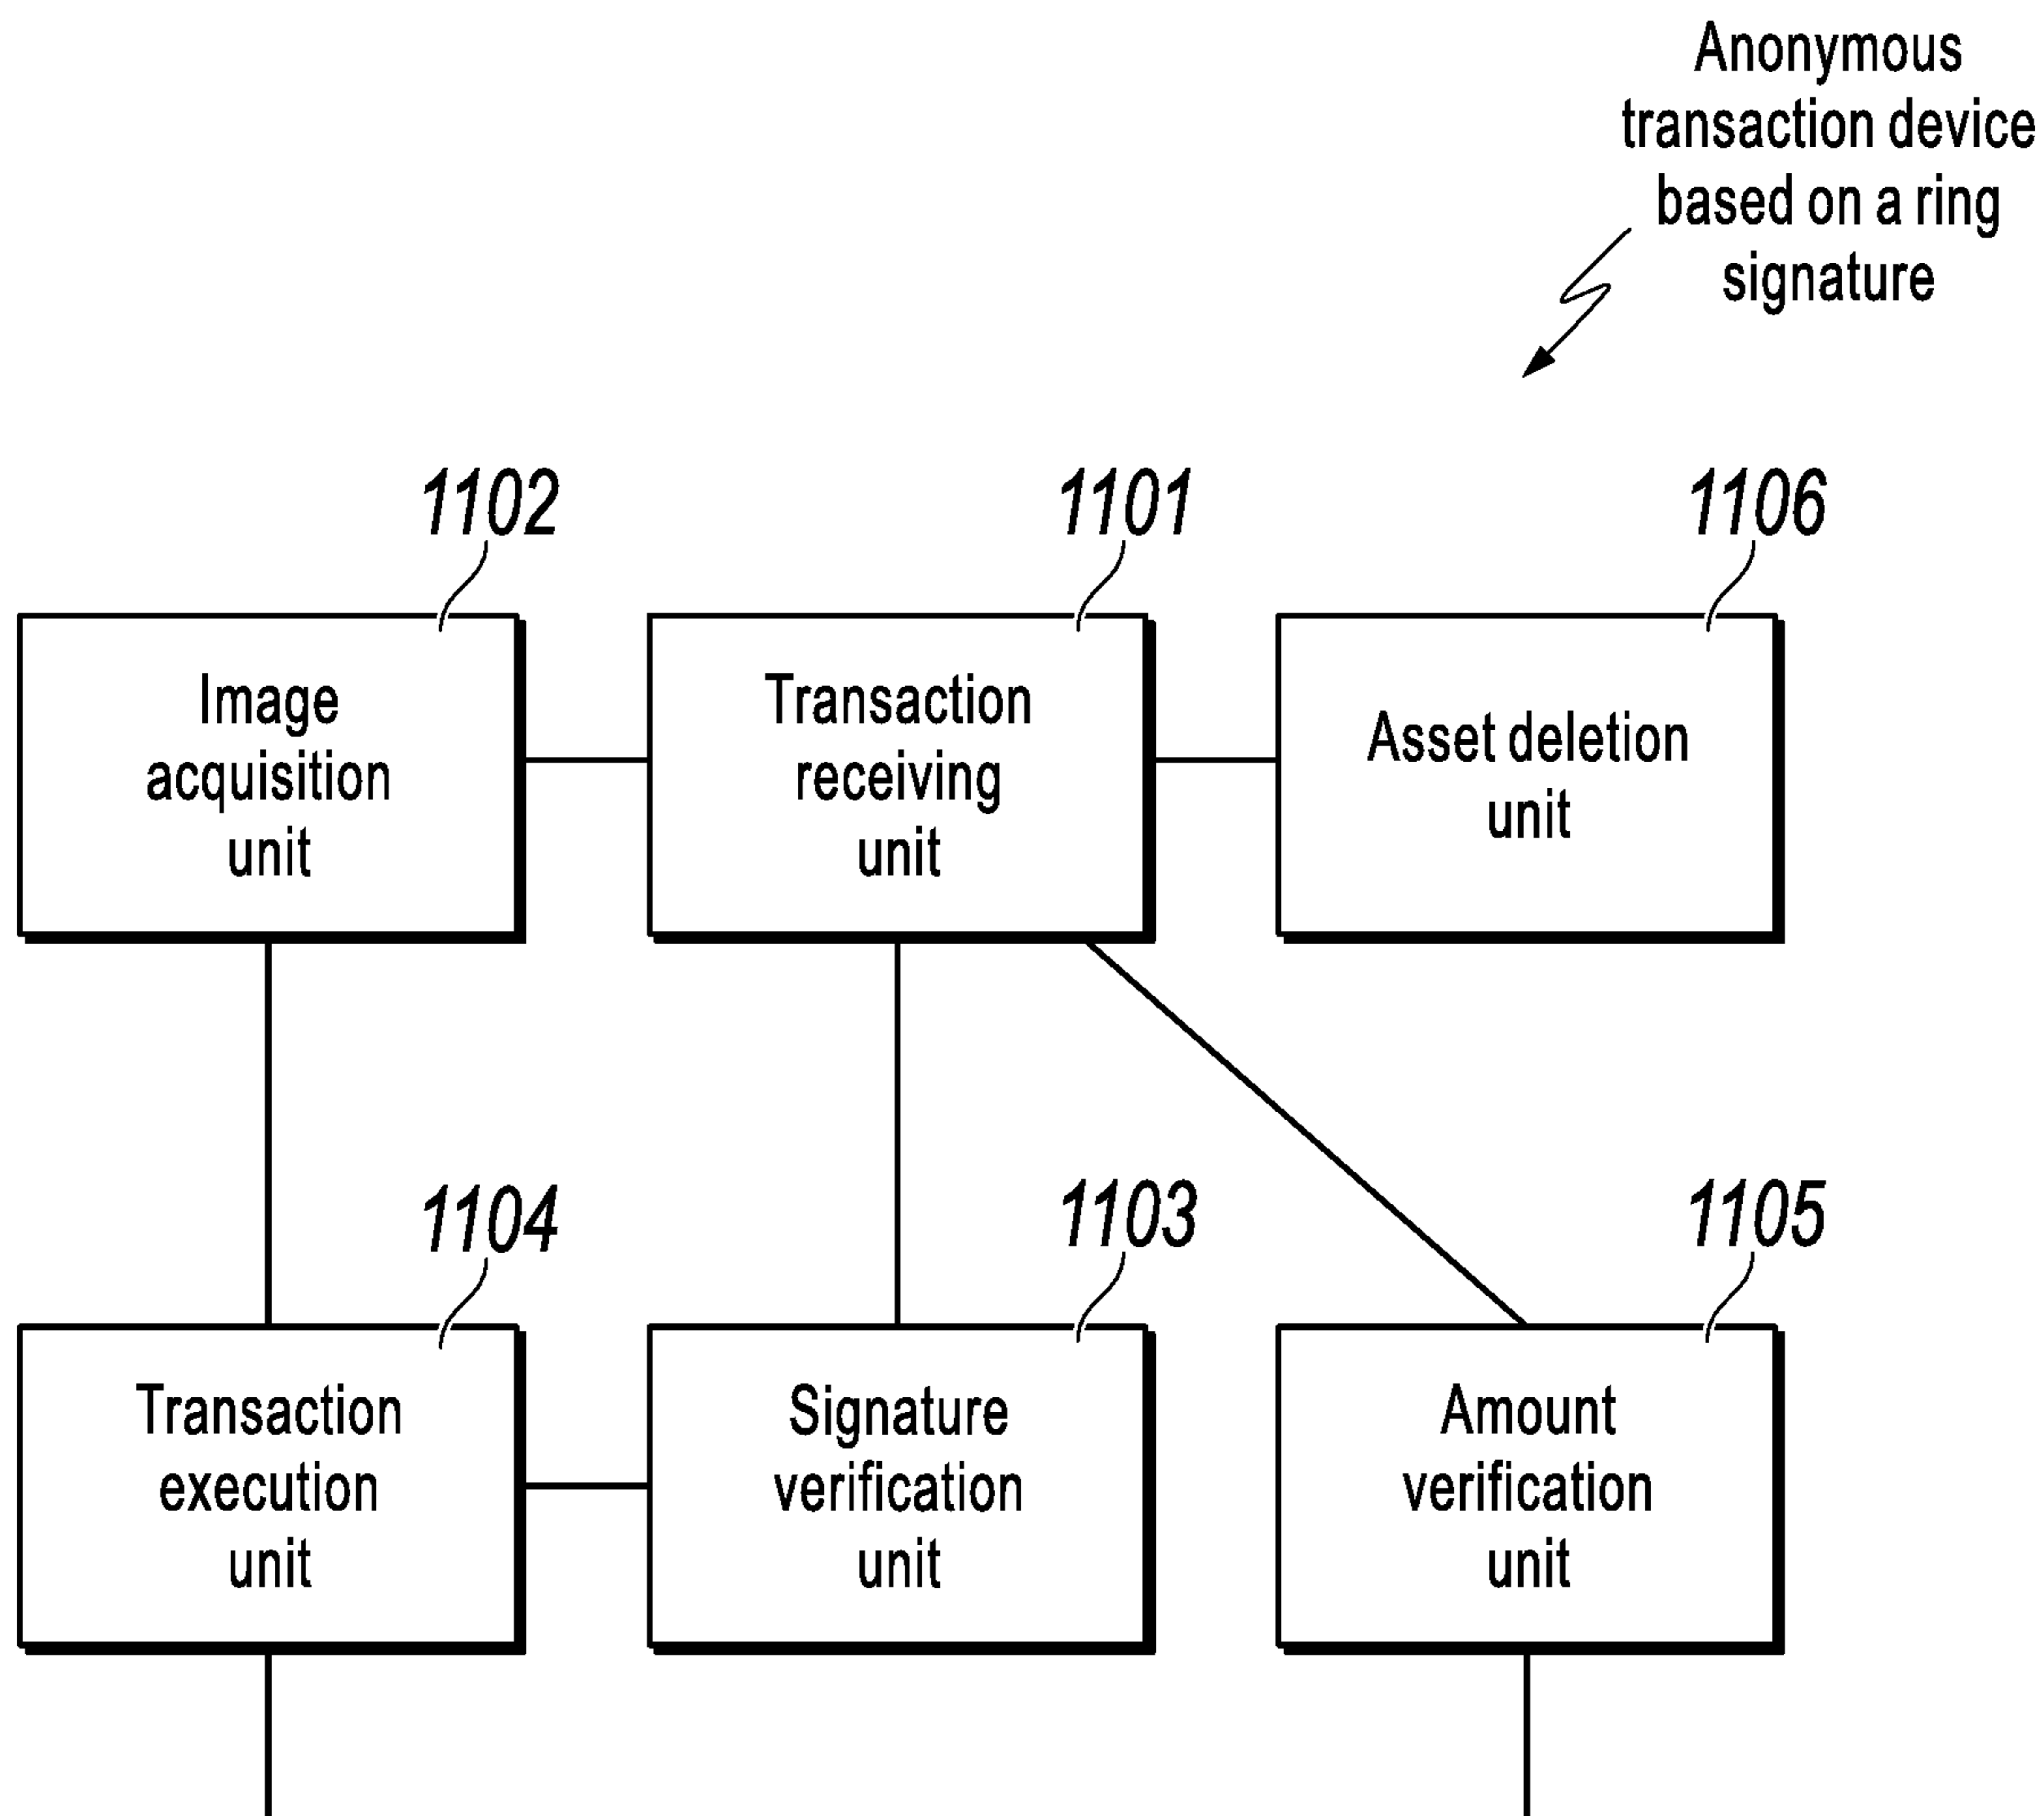 Anonymous
transaction device
based on a ring
signature
1102
1101
1106
Image
acquisition
unit
Transaction
receiving
unit
Asset deletion
unit
1104
1103
1105
Transaction
execution
unit
Signature
verification
unit
Amount
verification
unit